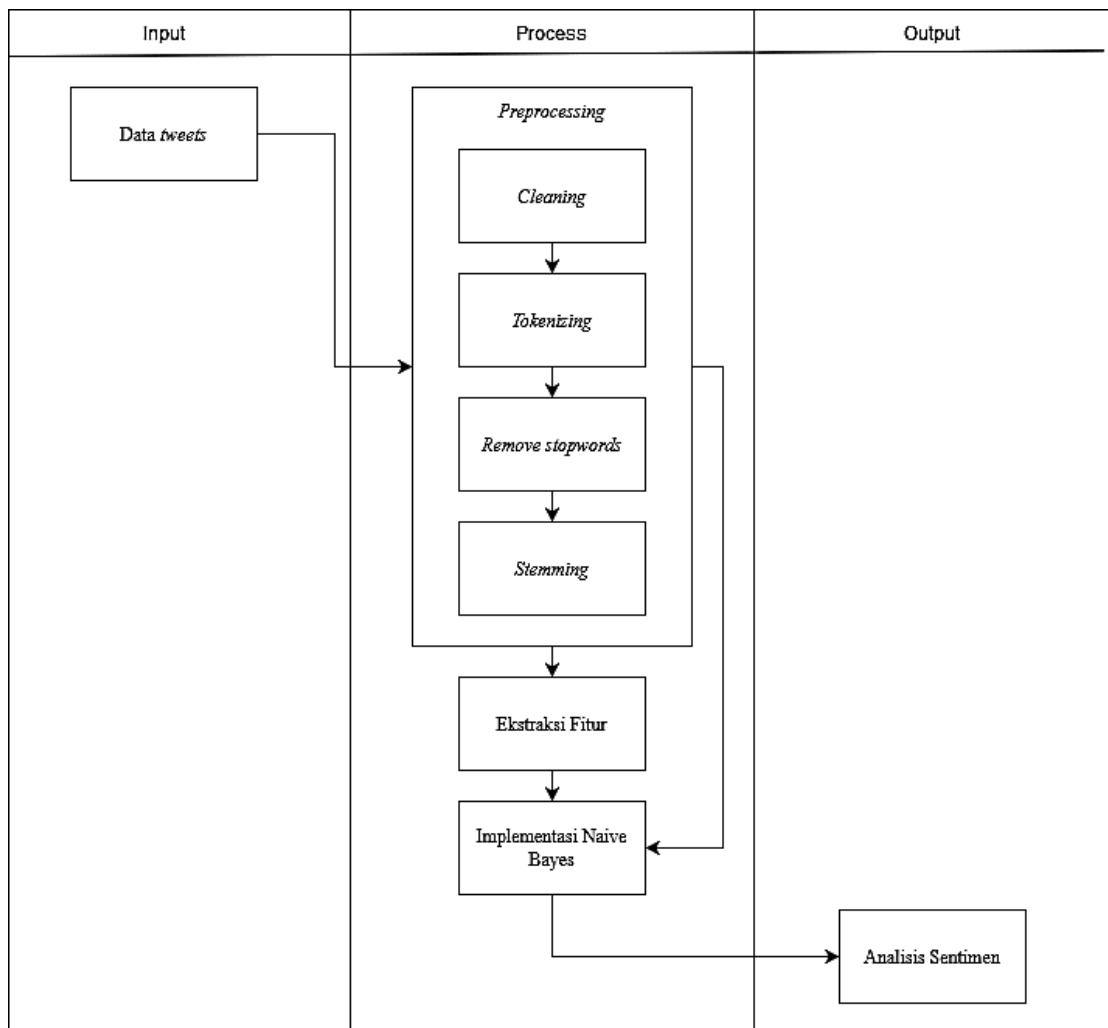 Input
Process
Output
Data tweets
Preprocessing
Cleaning
Tokenizing
Remove stopwords
Stemming
Ekstraksi Fitur
Implementasi Naive
Bayes
Analisis Sentimen